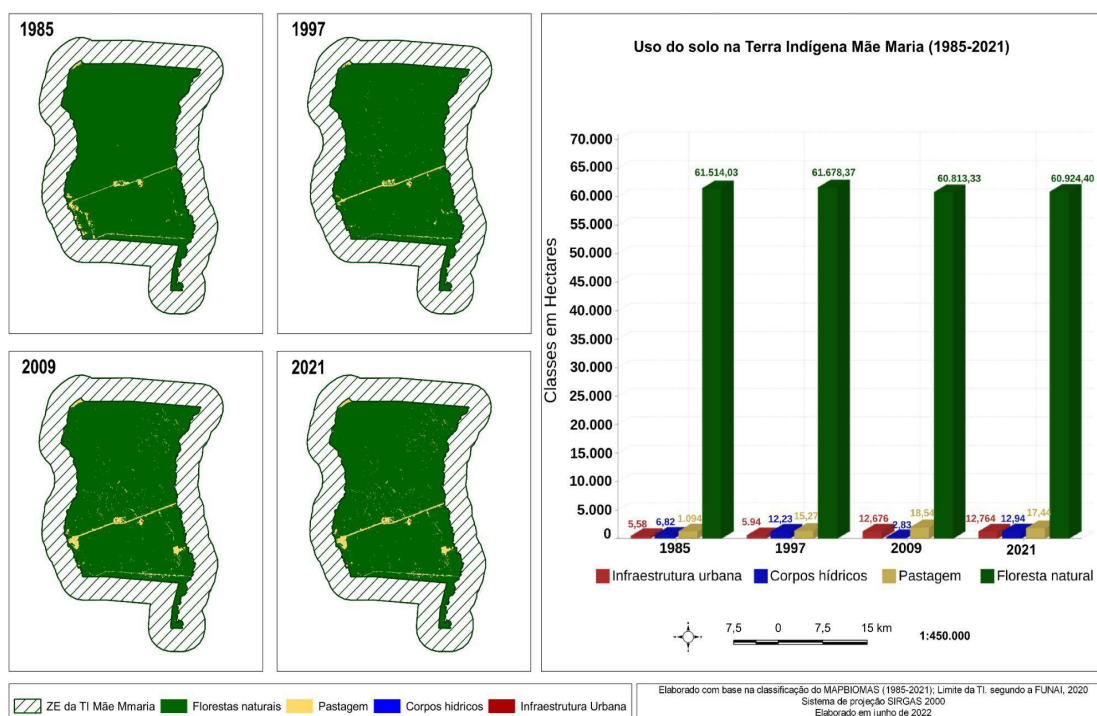 1985
1997
2009
2021
Uso do solo na Terra Indígena Mãe Maria (1985-2021)
Classes em Hectares
70.000
65.000
60.000
55.000
50.000
45.000
40.000
35.000
30.000
25.000
20.000
15.000
10.000
5.000
0
5,58 6,82 1.094 61.514,03
5.94 12,23 15,27 61.678,37
12,676 2,83 18,54 60.813,33
12,764 12,94 17,44 60.924,40
1985 1997 2009 2021
Infraestrutura urbana Corpos hídricos Pastagem Floresta natural
7,5 0 7,5 15 km
1:450.000
ZE da TI Mãe Mmaria Florestas naturais Pastagem Corpos hidricos Infraestrutura Urbana
Elaborado com base na classificação do MAPBIOMAS (1985-2021); Limite da TI. segundo a FUNAI, 2020
Sistema de projeção SIRGAS 2000
Elaborado em junho de 2022